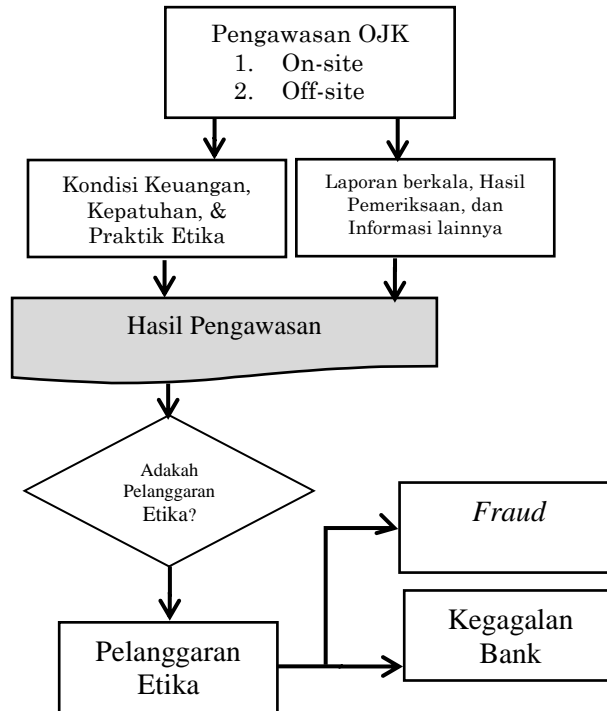 Pengawasan OJK
1. On-site
2. Off-site
Kondisi Keuangan,
Kepatuhan, &
Praktik Etika
Laporan berkala, Hasil
Pemeriksaan, dan
Informasi lainnya
Hasil Pengawasan
Adakah
Pelanggaran
Etika?
Fraud
Pelanggaran
Etika
Kegagalan
Bank